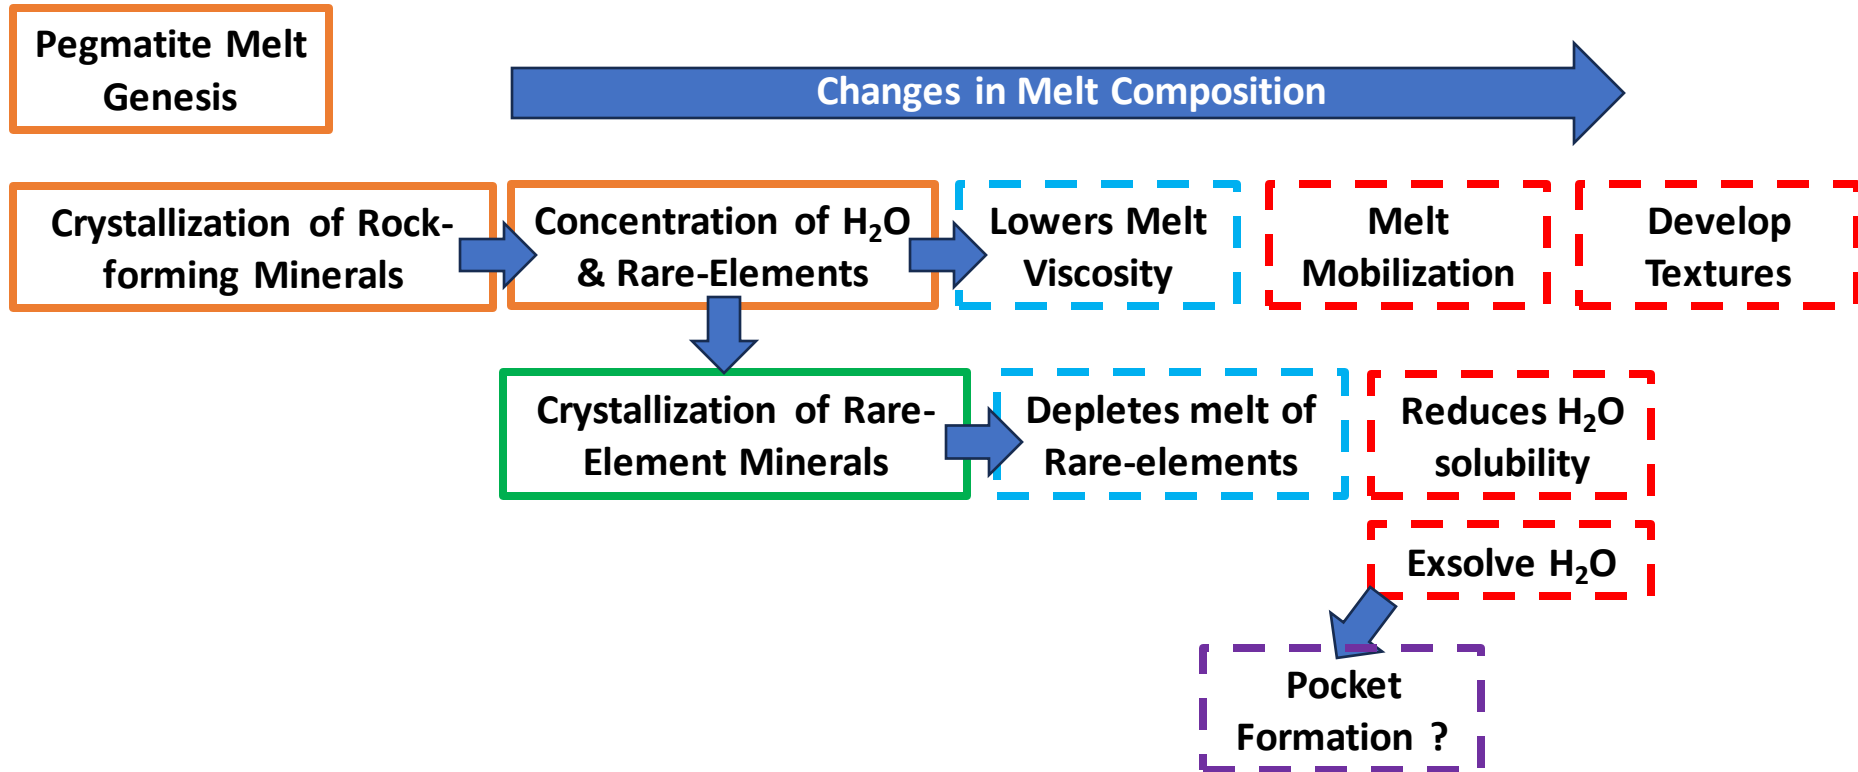 Pegmatite Melt
Genesis
Changes in Melt Composition
Crystallization of Rock-
forming Minerals
Concentration of H₂O
& Rare-Elements
Lowers Melt
Viscosity
Melt
Mobilization
Develop
Textures
Crystallization of Rare-
Element Minerals
Depletes melt of
Rare-elements
Reduces H₂O
solubility
Exsolve H₂O
Pocket
Formation ?